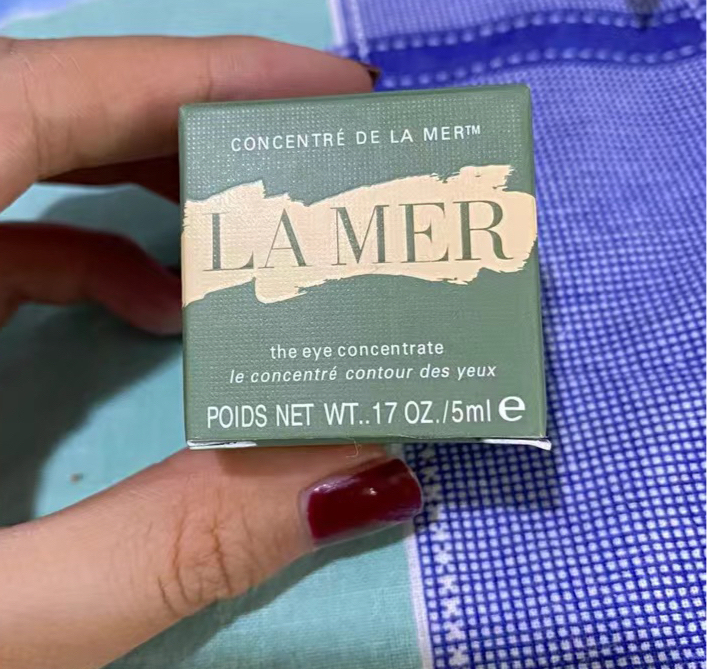 CONCENTRÉ DE LA MER™
LA MER
the eye concentrate
le concentré contour des yeux
POIDS NET WT..17 OZ./5ml ℮